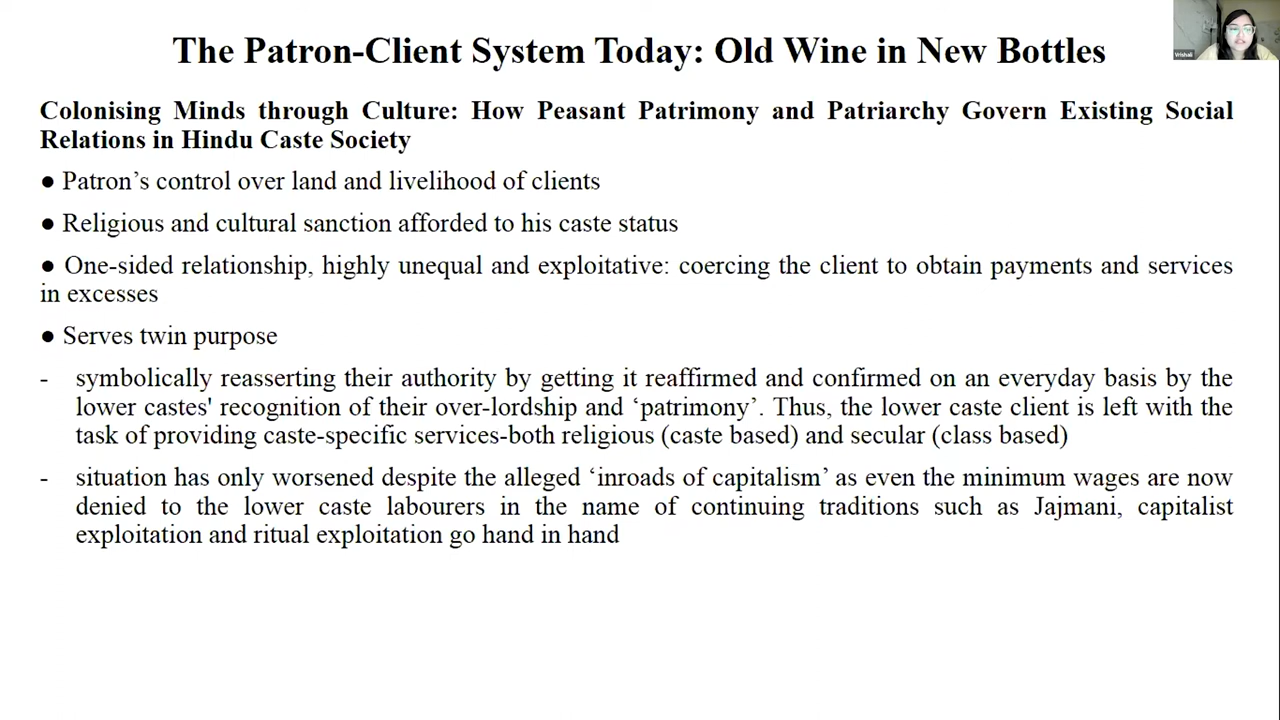 The Patron-Client System Today: Old Wine in New Bottles
Vrishali
Colonising Minds through Culture: How Peasant Patrimony and Patriarchy Govern Existing Social
Relations in Hindu Caste Society
● Patron’s control over land and livelihood of clients
● Religious and cultural sanction afforded to his caste status
● One-sided relationship, highly unequal and exploitative: coercing the client to obtain payments and services
in excesses
● Serves twin purpose
- symbolically reasserting their authority by getting it reaffirmed and confirmed on an everyday basis by the
lower castes' recognition of their over-lordship and ‘patrimony’. Thus, the lower caste client is left with the
task of providing caste-specific services-both religious (caste based) and secular (class based)
- situation has only worsened despite the alleged ‘inroads of capitalism’ as even the minimum wages are now
denied to the lower caste labourers in the name of continuing traditions such as Jajmani, capitalist
exploitation and ritual exploitation go hand in hand